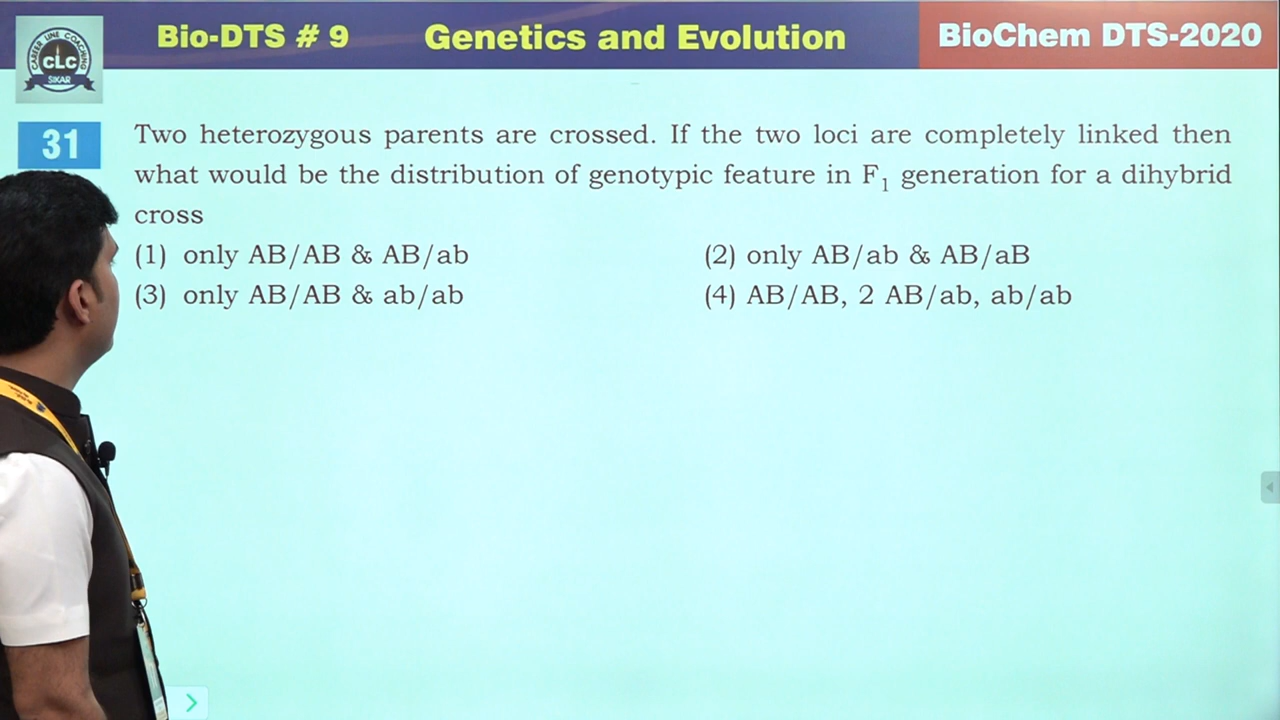 Bio-DTS # 9 Genetics and Evolution BioChem DTS-2020
CAREER LINE COACHING
CLC
SIKAR
31 Two heterozygous parents are crossed. If the two loci are completely linked then
what would be the distribution of genotypic feature in F₁ generation for a dihybrid
cross
(1) only AB/AB & AB/ab (2) only AB/ab & AB/aB
(3) only AB/AB & ab/ab (4) AB/AB, 2 AB/ab, ab/ab